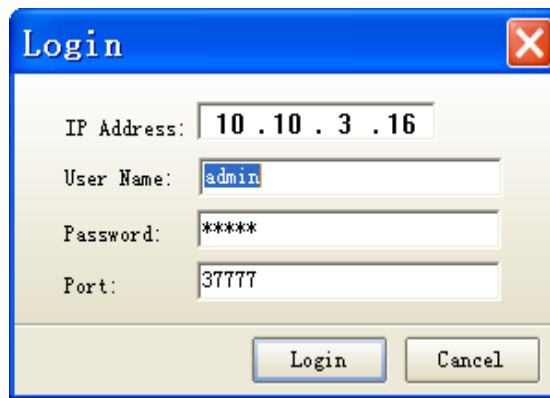 Login
IP Address: 10 . 10 . 3 . 16
User Name: admin
Password: *****
Port: 37777
Login Cancel